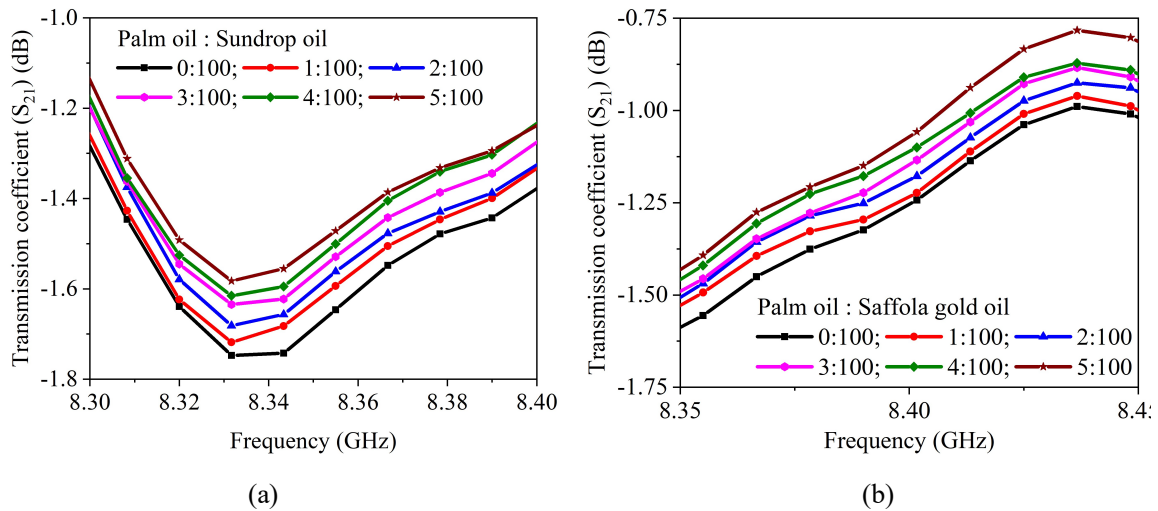 Transmission coefficient (S21) (dB)
-1.0
-1.2
-1.4
-1.6
-1.8
Palm oil : Sundrop oil
0:100; 1:100; 2:100
3:100; 4:100; 5:100
8.30 8.32 8.34 8.36 8.38 8.40
Frequency (GHz)
(a)
Transmission coefficient (S21) (dB)
-0.75
-1.00
-1.25
-1.50
-1.75
Palm oil : Saffola gold oil
0:100; 1:100; 2:100
3:100; 4:100; 5:100
8.35 8.40
Frequency (GHz)
(b)